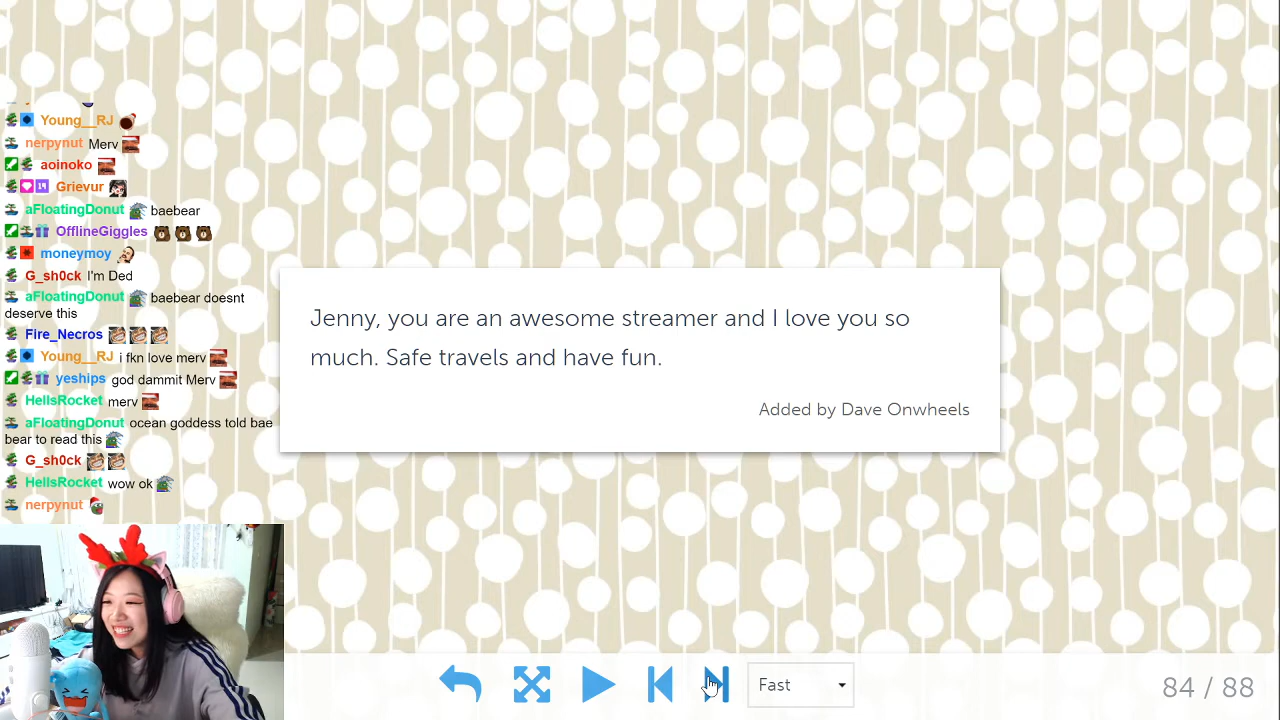 Young__RJ
nerpynut Merv
aoinoko
14 Grievur
aFloatingDonut baebear
OfflineGiggles
moneymoy
G_sh0ck I'm Ded
aFloatingDonut baebear doesnt
deserve this
Fire_Necros
Young__RJ i fkn love merv
yeships god dammit Merv
HellsRocket merv
aFloatingDonut ocean goddess told bae
bear to read this
G_sh0ck
HellsRocket wow ok
nerpynut
Jenny, you are an awesome streamer and I love you so
much. Safe travels and have fun.
Added by Dave Onwheels
Fast
84 / 88